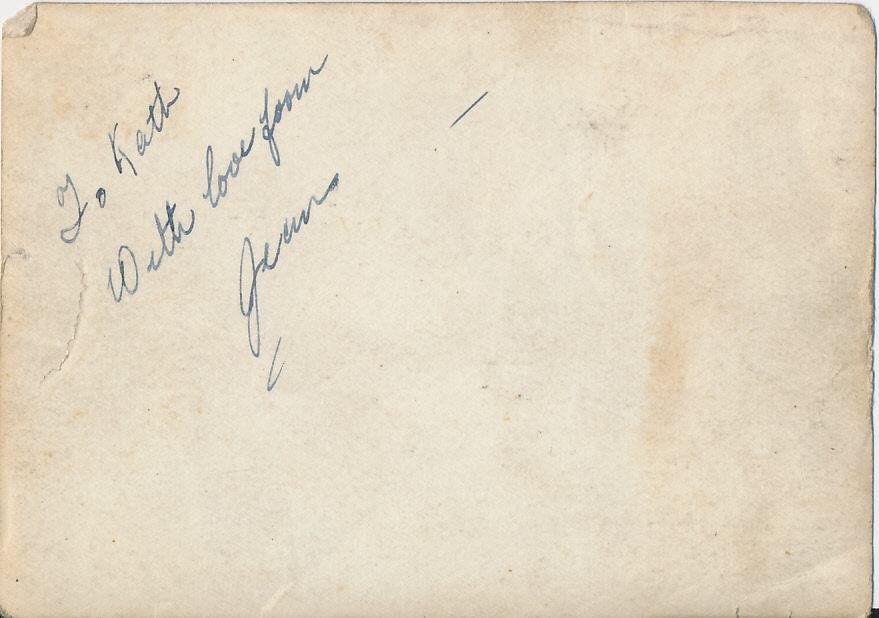 To Kath
With love from
Jean